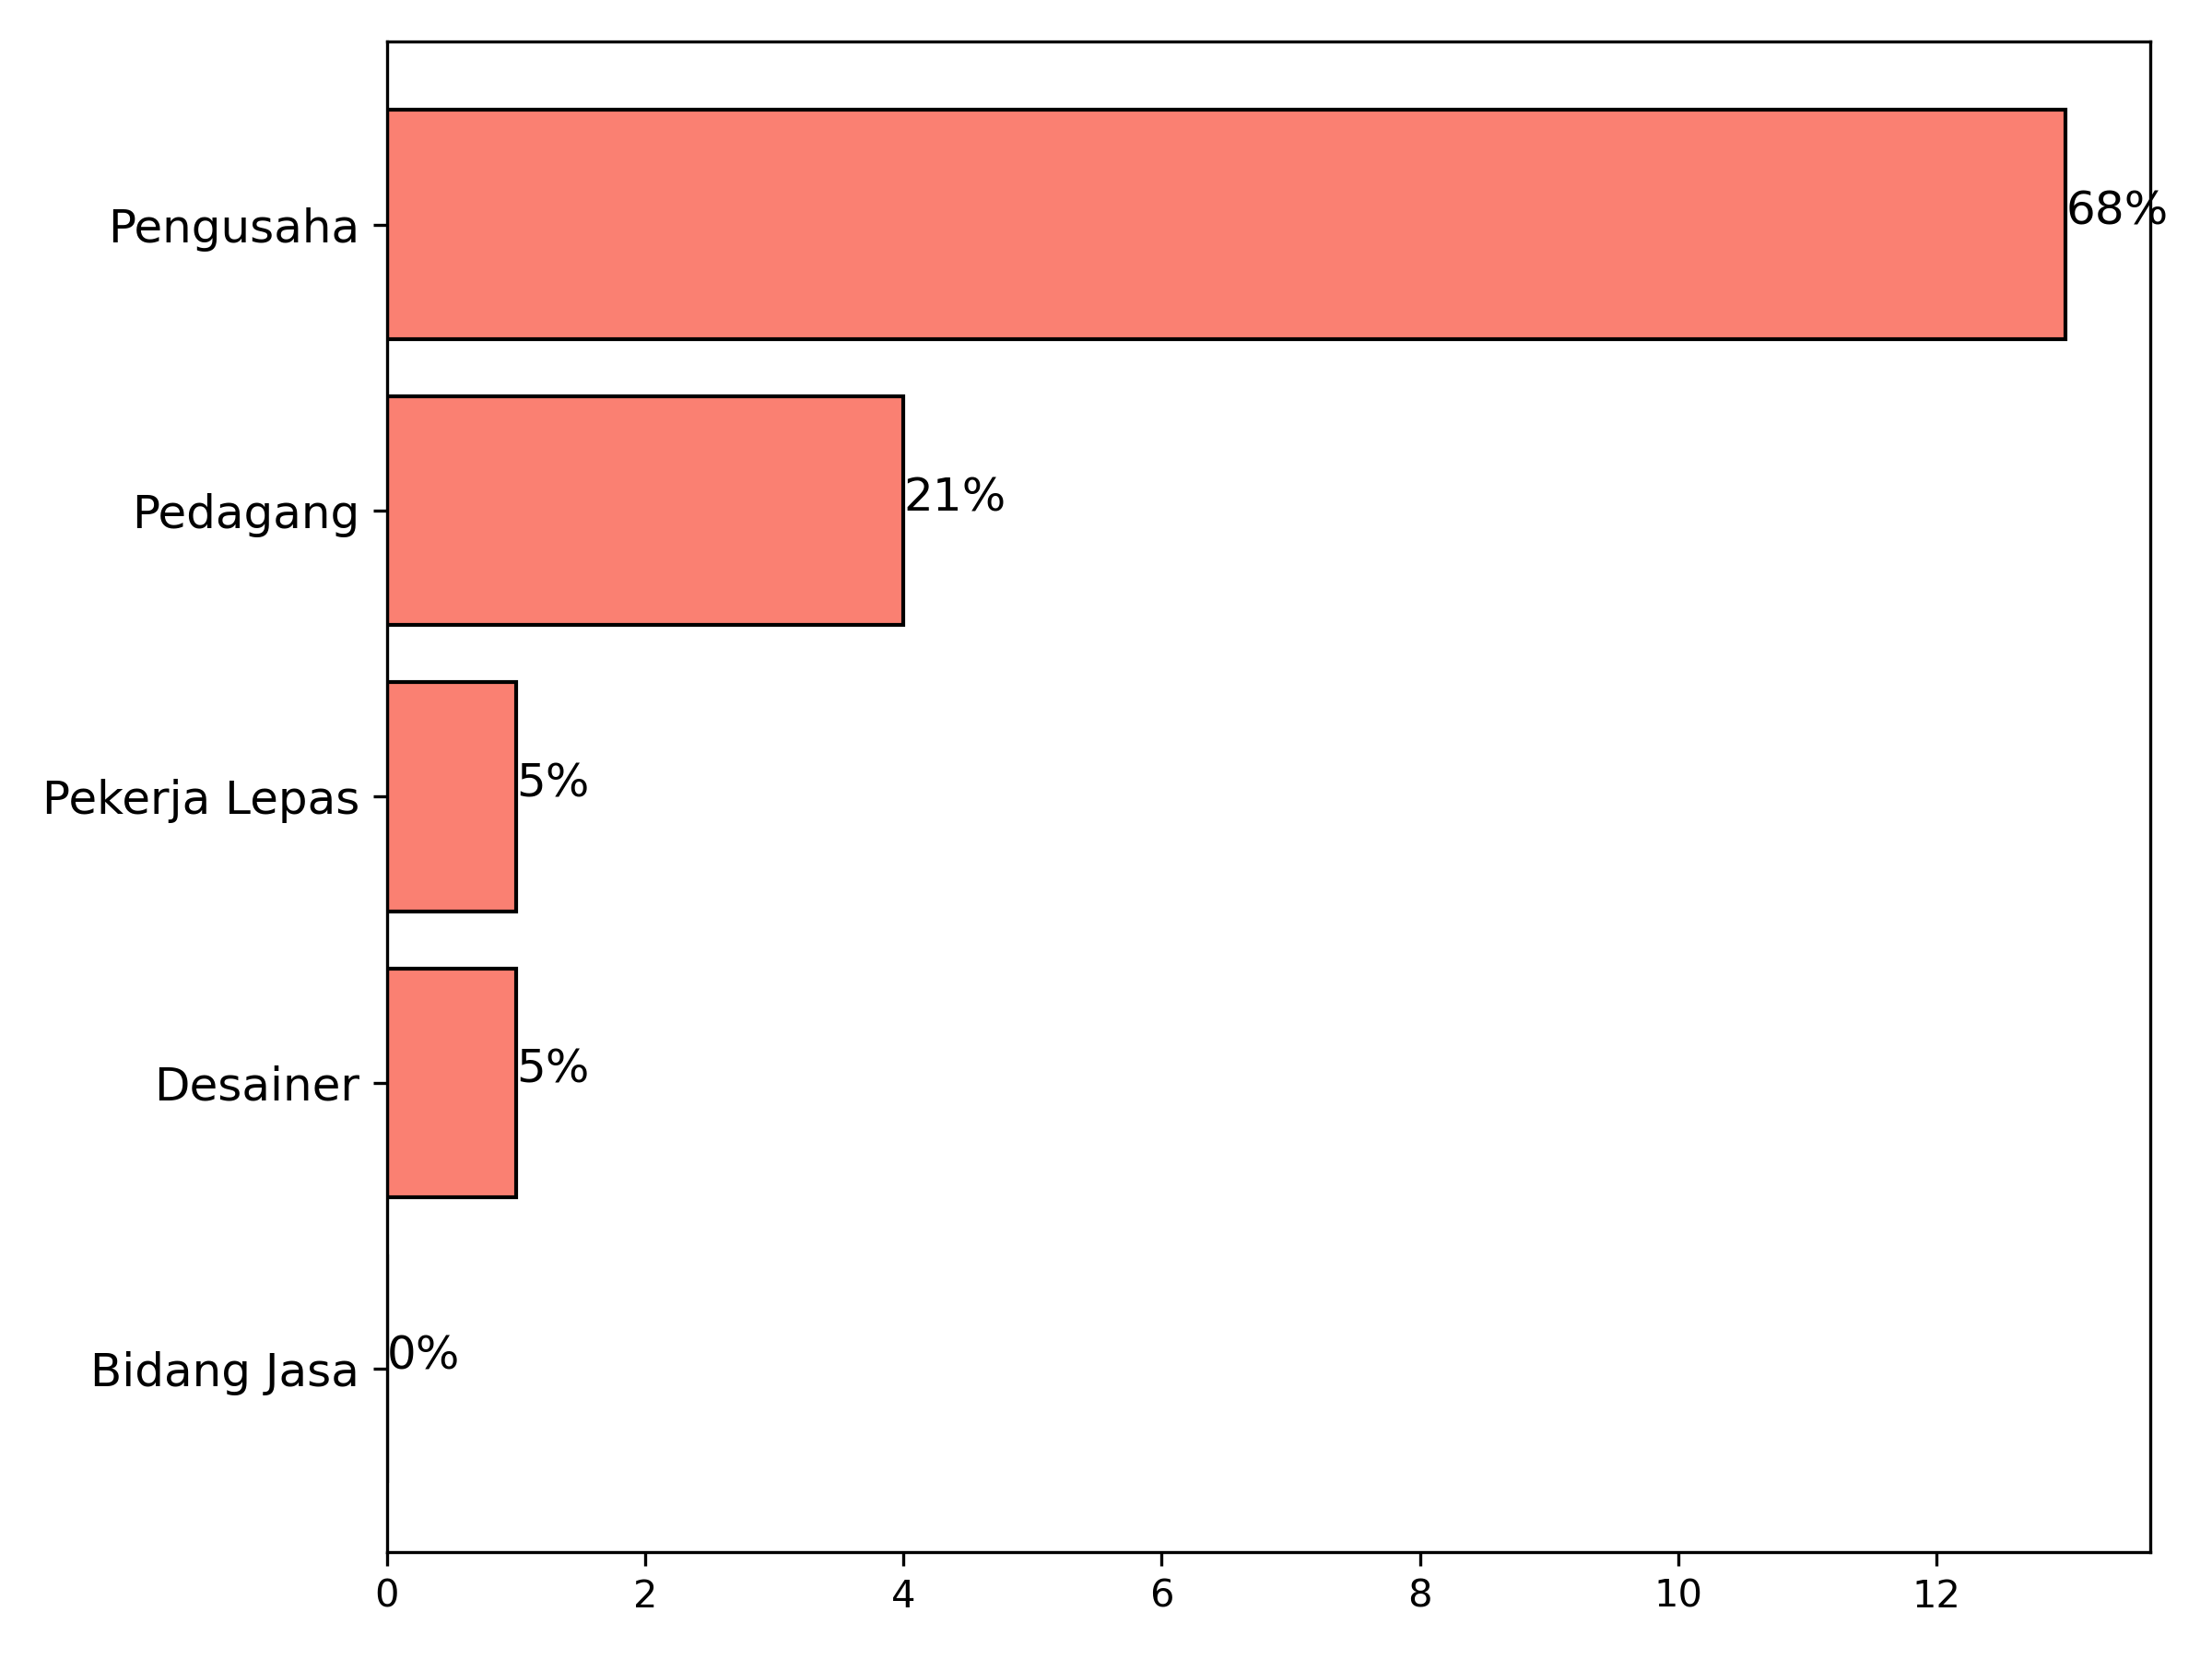 Pengusaha
68%
Pedagang
21%
Pekerja Lepas
5%
Desainer
5%
Bidang Jasa
0%
0 2 4 6 8 10 12